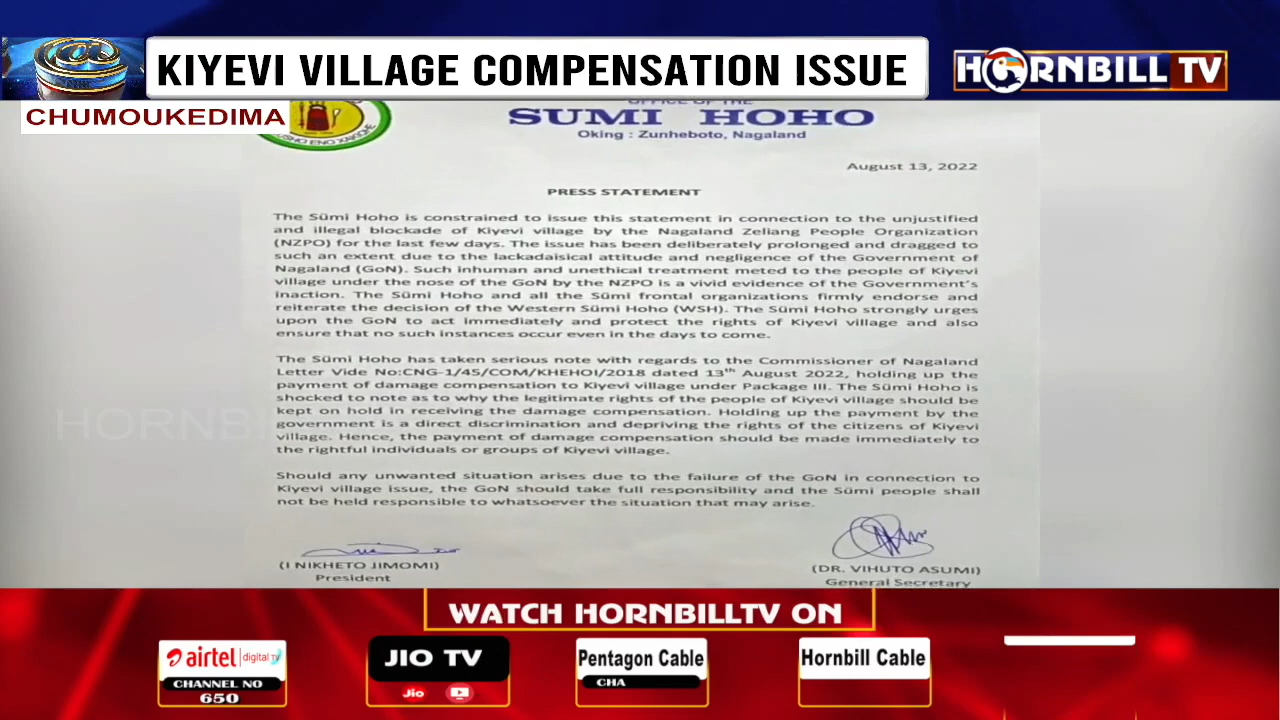 KIYEVI VILLAGE COMPENSATION ISSUE
HORNBILL TV
CHUMOUKEDIMA
OFFICE OF THE
SUMI HOHO
Oking : Zunheboto, Nagaland
August 13, 2022
PRESS STATEMENT
The Sümi Hoho is constrained to issue this statement in connection to the unjustified
and illegal blockade of Kiyevi village by the Nagaland Zeliang People Organization
(NZPO) for the last few days. The issue has been deliberately prolonged and dragged to
such an extent due to the lackadaisical attitude and negligence of the Government of
Nagaland (GoN). Such inhuman and unethical treatment meted to the people of Kiyevi
village under the nose of the GoN by the NZPO is a vivid evidence of the Government's
inaction. The Sümi Hoho and all the Sümi frontal organizations firmly endorse and
reiterate the decision of the Western Sümi Hoho (WSH). The Sümi Hoho strongly urges
upon the GoN to act immediately and protect the rights of Kiyevi village and also
ensure that no such instances occur even in the days to come.
The Sümi Hoho has taken serious note with regards to the Commissioner of Nagaland
Letter Vide No:CNG-1/45/COM/KHEHOI/2018 dated 13th August 2022, holding up the
payment of damage compensation to Kiyevi village under Package III. The Sümi Hoho is
shocked to note as to why the legitimate rights of the people of Kiyevi village should be
kept on hold in receiving the damage compensation. Holding up the payment by the
government is a direct discrimination and depriving the rights of the citizens of Kiyevi
village. Hence, the payment of damage compensation should be made immediately to
the rightful individuals or groups of Kiyevi village.
Should any unwanted situation arises due to the failure of the GoN in connection to
Kiyevi village issue, the GoN should take full responsibility and the Sümi people shall
not be held responsible to whatsoever the situation that may arise.
(I NIKHETO JIMOMI)
President
(DR. VIHUTO ASUMI)
General Secretary
HORNBI
WATCH HORNBILLTV ON
airtel digital TV
CHANNEL NO
650
JIO TV
Jio
Pentagon Cable
CHA
Hornbill Cable